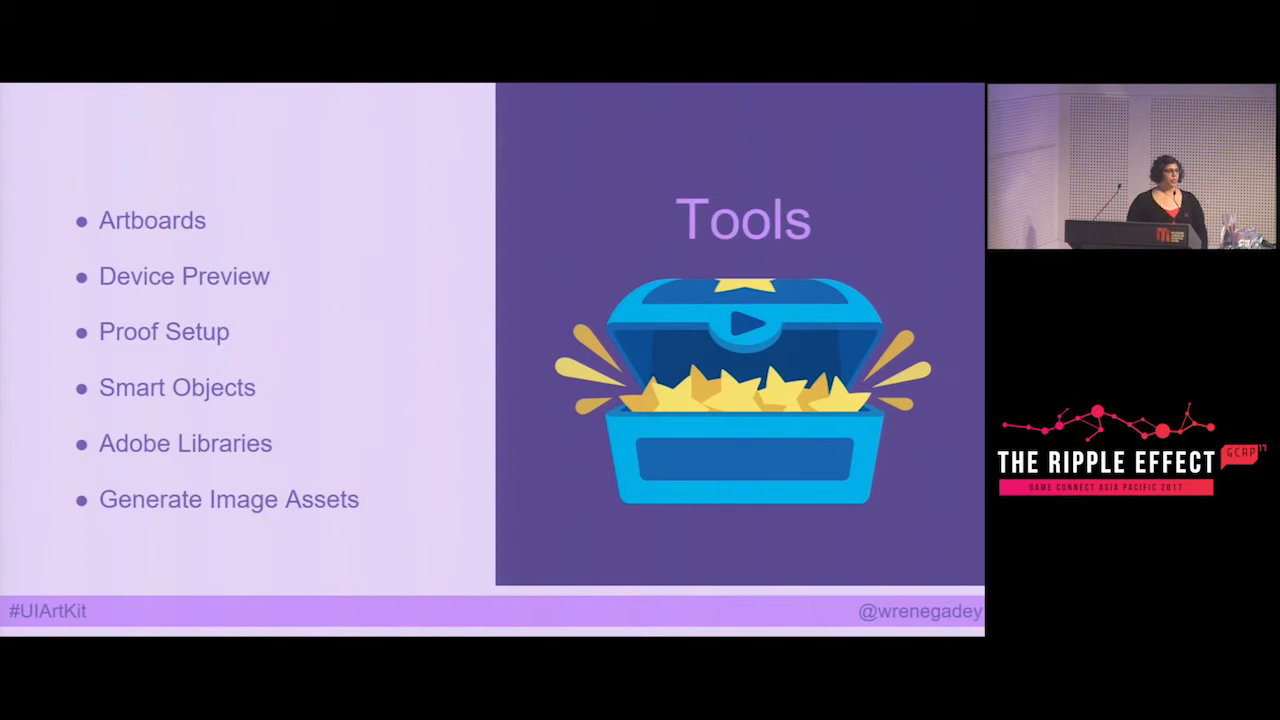 Artboards
Device Preview
Proof Setup
Smart Objects
Adobe Libraries
Generate Image Assets
Tools
#UIArtKit
@wrenegadey
THE RIPPLE EFFECT
GCAP 17
GAME CONNECT ASIA PACIFIC 2017